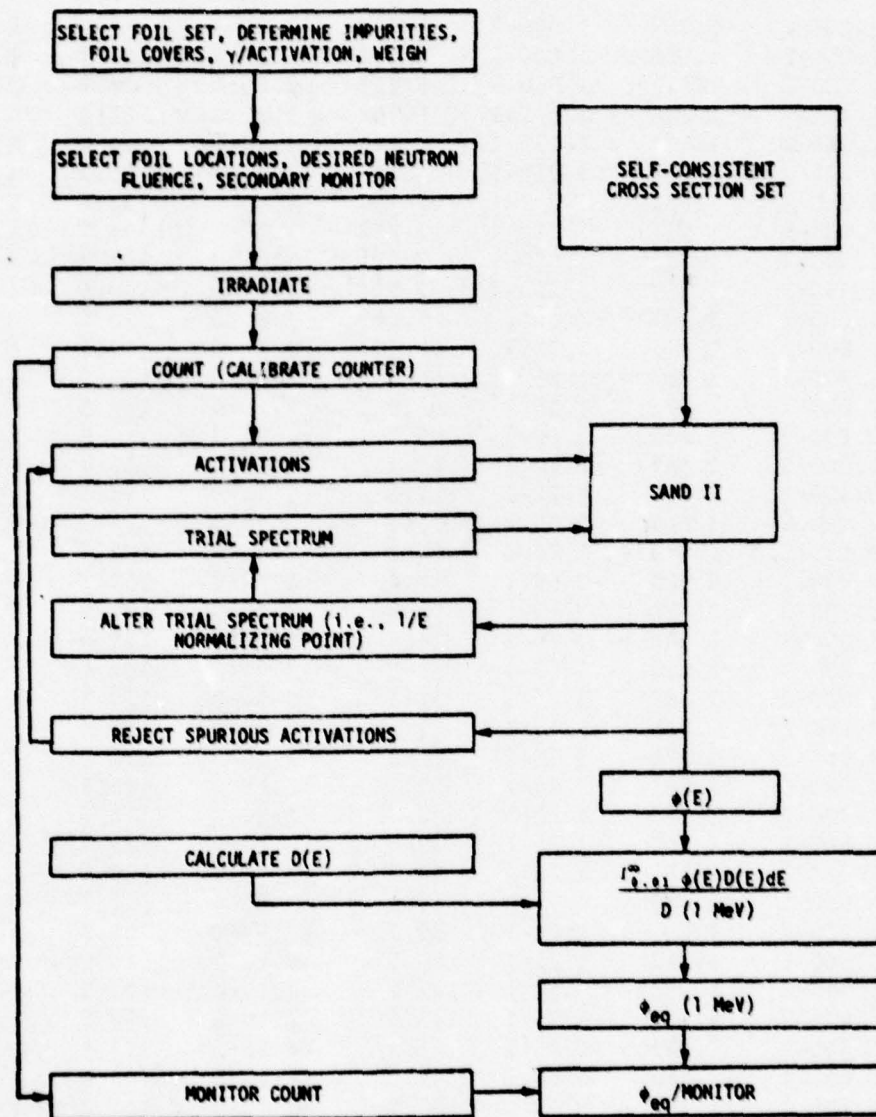 SELECT FOIL SET, DETERMINE IMPURITIES,
FOIL COVERS, γ/ACTIVATION, WEIGH
SELECT FOIL LOCATIONS, DESIRED NEUTRON
FLUENCE, SECONDARY MONITOR
SELF-CONSISTENT
CROSS SECTION SET
IRRADIATE
COUNT (CALIBRATE COUNTER)
ACTIVATIONS
SAND II
TRIAL SPECTRUM
ALTER TRIAL SPECTRUM (i.e., 1/E
NORMALIZING POINT)
REJECT SPURIOUS ACTIVATIONS
ϕ(E)
CALCULATE D(E)
∫∞0.01 ϕ(E)D(E)dE
D (1 MeV)
ϕeq (1 MeV)
MONITOR COUNT
ϕeq/MONITOR